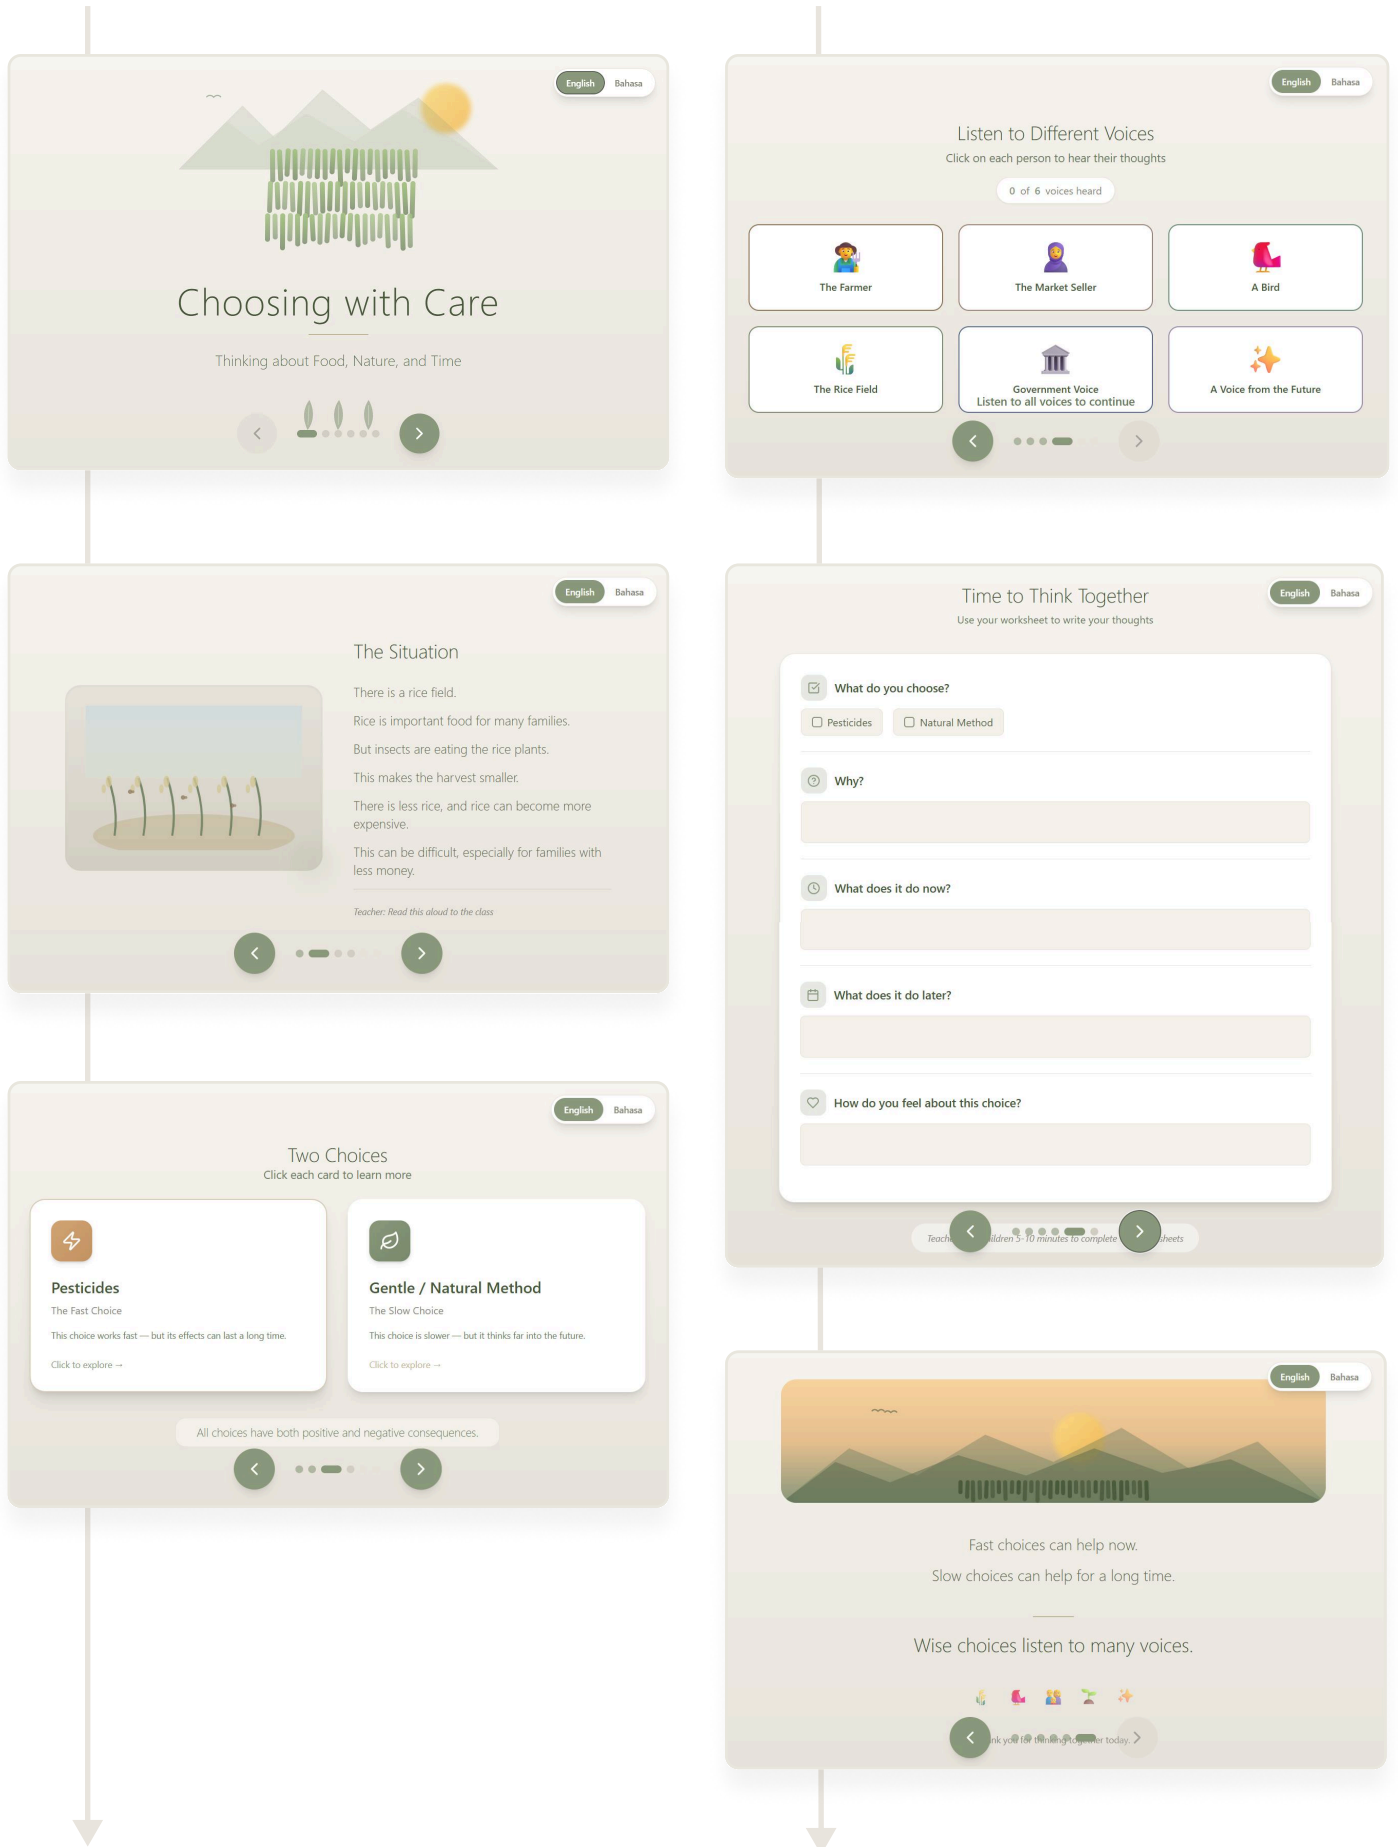 English Bahasa
Choosing with Care
Thinking about Food, Nature, and Time
English Bahasa
The Situation
There is a rice field.
Rice is important food for many families.
But insects are eating the rice plants.
This makes the harvest smaller.
There is less rice, and rice can become more
expensive.
This can be difficult, especially for families with
less money.
Teacher: Read this aloud to the class
English Bahasa
Two Choices
Click each card to learn more
Pesticides
The Fast Choice
This choice works fast — but its effects can last a long time.
Click to explore →
Gentle / Natural Method
The Slow Choice
This choice is slower — but it thinks far into the future.
Click to explore →
All choices have both positive and negative consequences.
English Bahasa
Listen to Different Voices
Click on each person to hear their thoughts
0 of 6 voices heard
The Farmer
The Market Seller
A Bird
The Rice Field
Government Voice
A Voice from the Future
Listen to all voices to continue
English Bahasa
Time to Think Together
Use your worksheet to write your thoughts
What do you choose?
Pesticides Natural Method
Why?
What does it do now?
What does it do later?
How do you feel about this choice?
5-10 minutes to complete
English Bahasa
Fast choices can help now.
Slow choices can help for a long time.
Wise choices listen to many voices.
you for thinking together today.